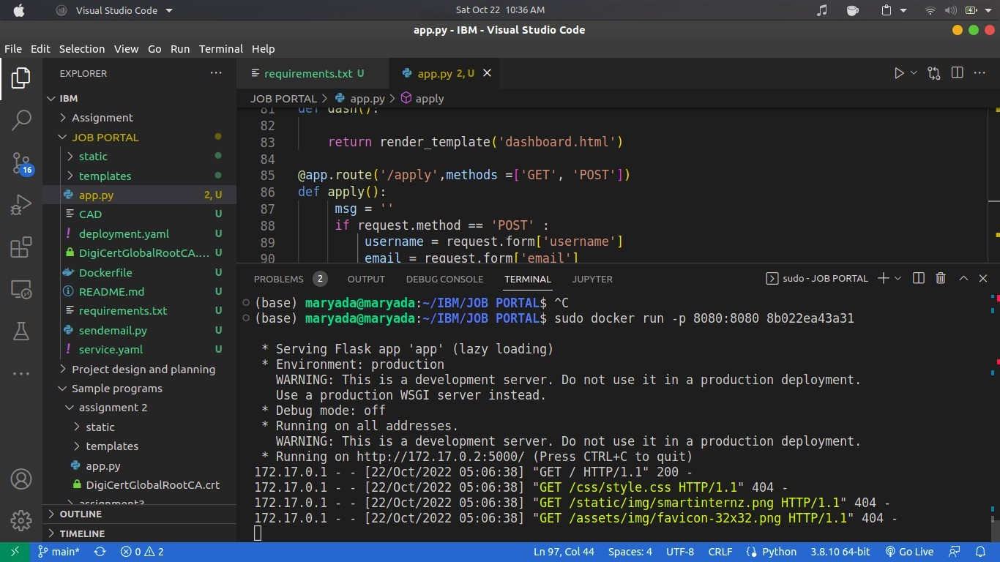 Visual Studio Code
Sat Oct 22 10:36 AM
app.py - IBM - Visual Studio Code
File Edit Selection View Go Run Terminal Help
EXPLORER
IBM
Assignment
JOB PORTAL
static
templates
app.py 2, U
CAD U
deployment.yaml U
DigiCertGlobalRootCA.... U
Dockerfile U
README.md U
requirements.txt U
sendemail.py U
service.yaml U
Project design and planning
Sample programs
assignment 2
static
templates
app.py
DigiCertGlobalRootCA.crt
assignment3
OUTLINE
TIMELINE
16
requirements.txt U
app.py 2, U
JOB PORTAL > app.py > apply
81 def dash():
82
83 return render_template('dashboard.html')
84
85 @app.route('/apply',methods =['GET', 'POST'])
86 def apply():
87 msg = ''
88 if request.method == 'POST' :
89 username = request.form['username']
90 email = request.form['email']
PROBLEMS 2 OUTPUT DEBUG CONSOLE TERMINAL JUPYTER
sudo - JOB PORTAL
(base) maryada@maryada:~/IBM/JOB PORTAL$ ^C
(base) maryada@maryada:~/IBM/JOB PORTAL$ sudo docker run -p 8080:8080 8b022ea43a31
* Serving Flask app 'app' (lazy loading)
* Environment: production
WARNING: This is a development server. Do not use it in a production deployment.
Use a production WSGI server instead.
* Debug mode: off
* Running on all addresses.
WARNING: This is a development server. Do not use it in a production deployment.
* Running on http://172.17.0.2:5000/ (Press CTRL+C to quit)
172.17.0.1 - - [22/Oct/2022 05:06:38] "GET / HTTP/1.1" 200 -
172.17.0.1 - - [22/Oct/2022 05:06:38] "GET /css/style.css HTTP/1.1" 404 -
172.17.0.1 - - [22/Oct/2022 05:06:38] "GET /static/img/smartinternz.png HTTP/1.1" 404 -
172.17.0.1 - - [22/Oct/2022 05:06:38] "GET /assets/img/favicon-32x32.png HTTP/1.1" 404 -
main* 0 2
Ln 97, Col 44 Spaces: 4 UTF-8 CRLF Python 3.8.10 64-bit Go Live